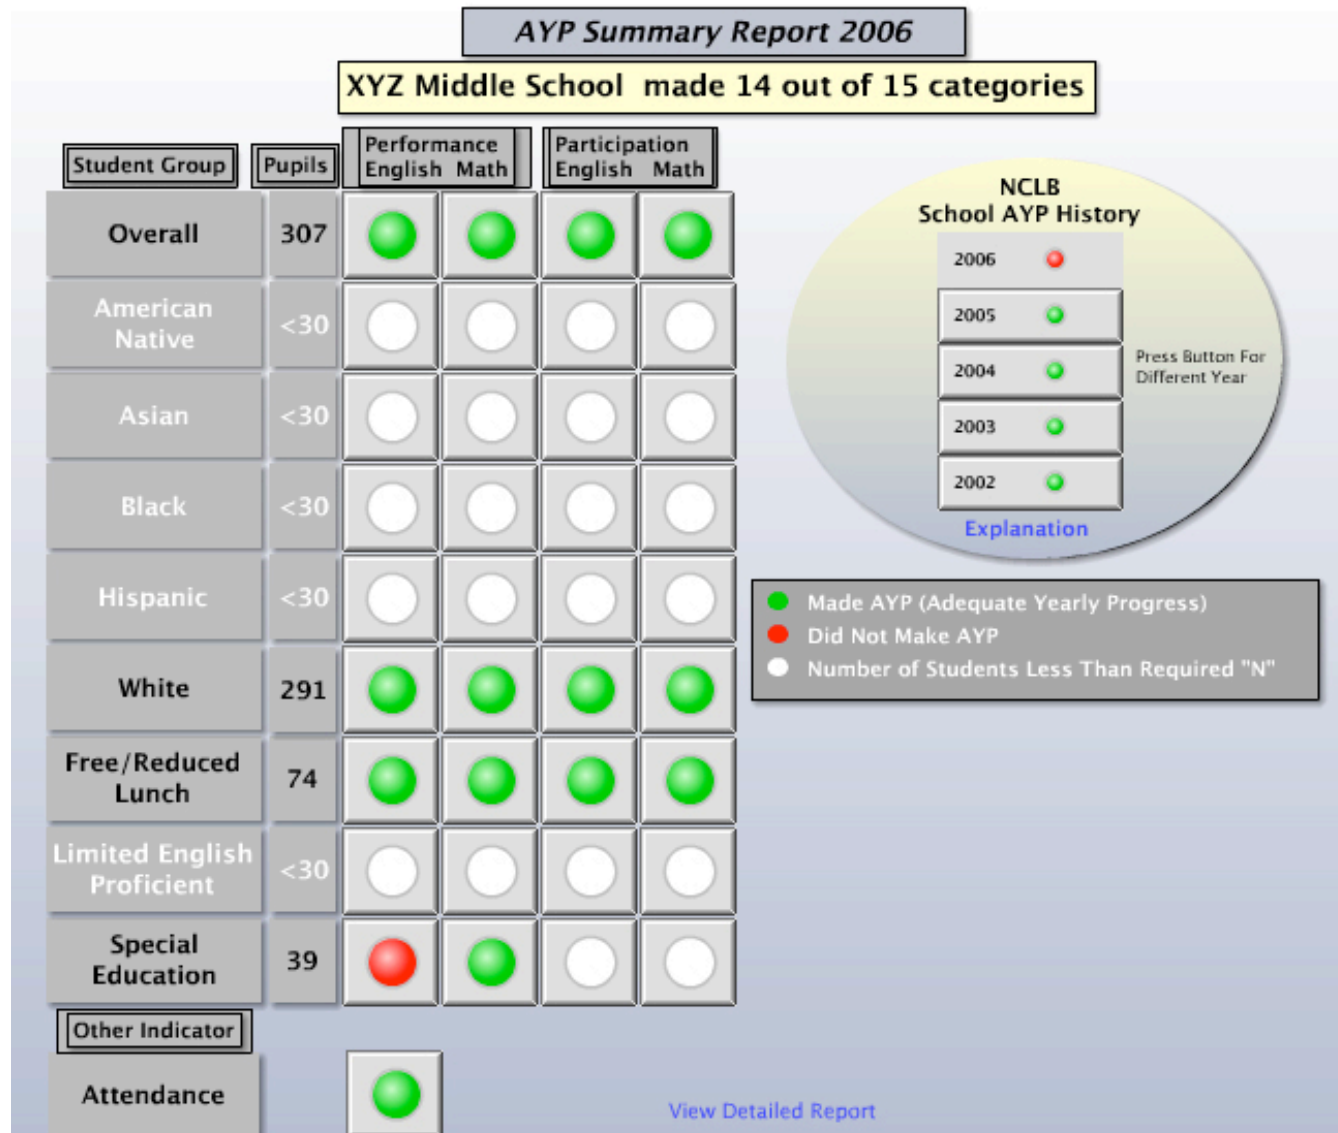 AYP Summary Report 2006
XYZ Middle School  made 14 out of 15 categories
Student Group
Pupils
Performance
English Math
Participation
English Math
Overall 307
American
Native
<30
Asian <30
Black <30
Hispanic <30
White 291
Free/Reduced
Lunch
74
Limited English
Proficient
<30
Special
Education
39
Other Indicator
Attendance
NCLB
School AYP History
2006
2005
2004
2003
2002
Press Button For
Different Year
Explanation
Made AYP (Adequate Yearly Progress)
Did Not Make AYP
Number of Students Less Than Required "N"
View Detailed Report